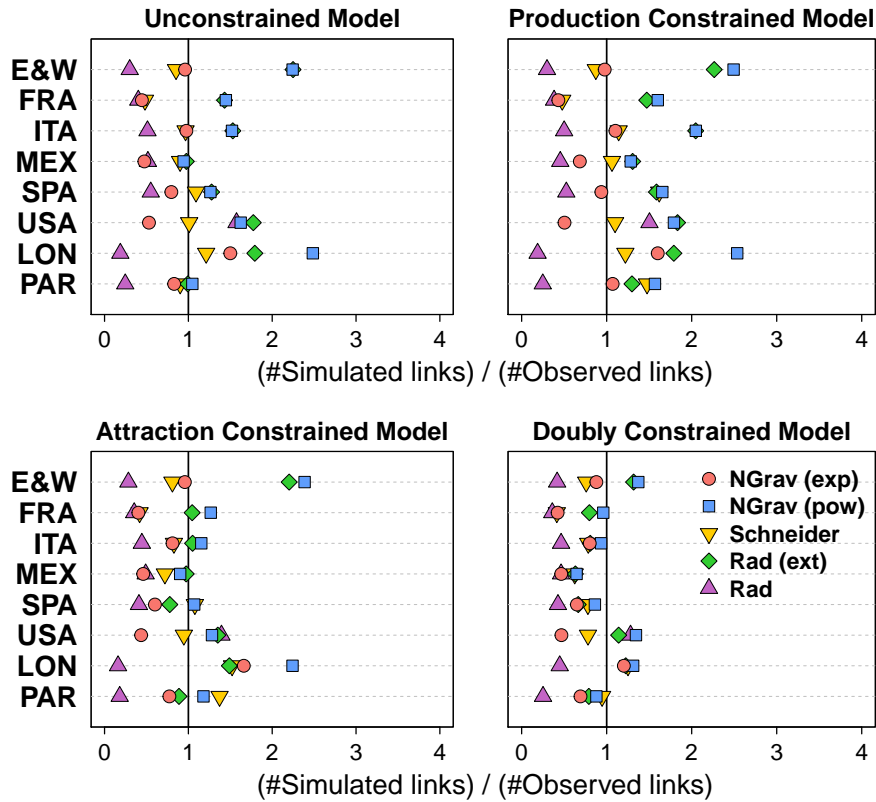 Unconstrained Model
Production Constrained Model
E&W
FRA
ITA
MEX
SPA
USA
LON
PAR
0 1 2 3 4
0 1 2 3 4
(#Simulated links) / (#Observed links)
Attraction Constrained Model
Doubly Constrained Model
E&W
FRA
ITA
MEX
SPA
USA
LON
PAR
NGrav (exp)
NGrav (pow)
Schneider
Rad (ext)
Rad
0 1 2 3 4
0 1 2 3 4
(#Simulated links) / (#Observed links)